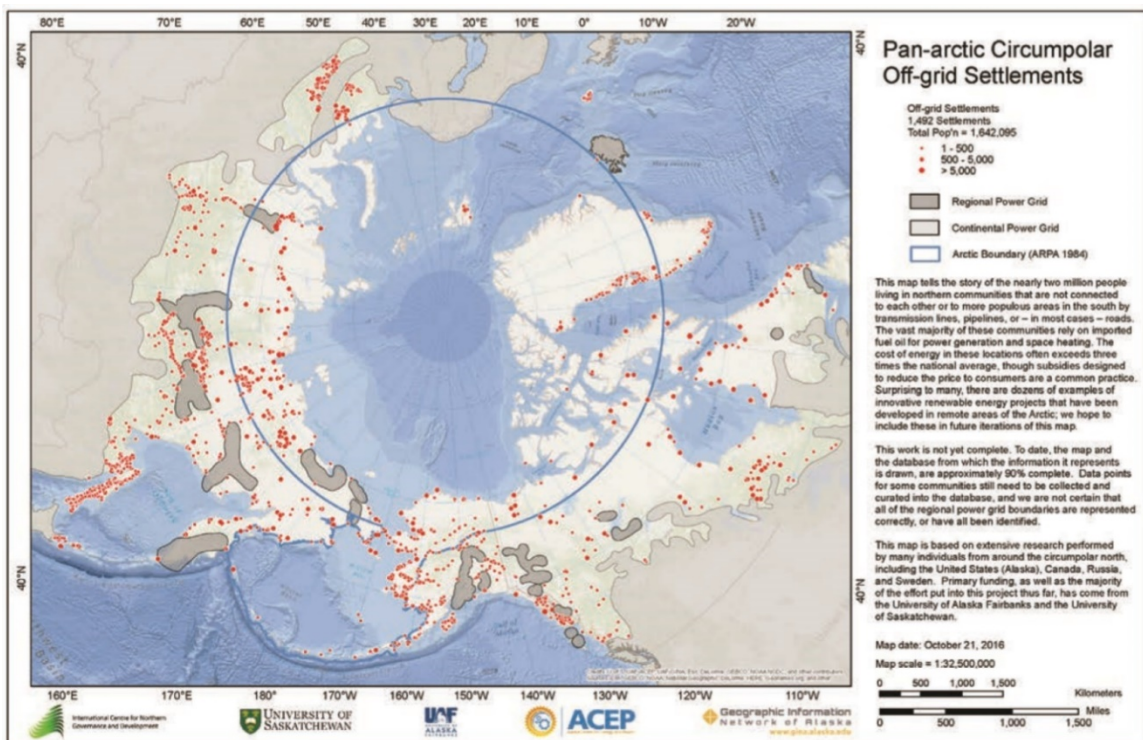 80°E 70°E 60°E 50°E 40°E 30°E 20°E 10°E 0° 10°W 20°W
40°N
40°N
40°N
40°N
160°E 170°E 180° 170°W 160°W 150°W 140°W 130°W 120°W 110°W
Pan-arctic Circumpolar
Off-grid Settlements
Off-grid Settlements
1,492 Settlements
Total Pop'n = 1,642,095
1 - 500
500 - 5,000
> 5,000
Regional Power Grid
Continental Power Grid
Arctic Boundary (ARPA 1984)
This map tells the story of the nearly two million people
living in northern communities that are not connected
to each other or to more populous areas in the south by
transmission lines, pipelines, or – in most cases – roads.
The vast majority of these communities rely on imported
fuel oil for power generation and space heating. The
cost of energy in these locations often exceeds three
times the national average, though subsidies designed
to reduce the price to consumers are a common practice.
Surprising to many, there are dozens of examples of
innovative renewable energy projects that have been
developed in remote areas of the Arctic; we hope to
include these in future iterations of this map.
This work is not yet complete. To date, the map and
the database from which the information it represents
is drawn, are approximately 90% complete. Data points
for some communities still need to be collected and
curated into the database, and we are not certain that
all of the regional power grid boundaries are represented
correctly, or have all been identified.
This map is based on extensive research performed
by many individuals from around the circumpolar north,
including the United States (Alaska), Canada, Russia,
and Sweden. Primary funding, as well as the majority
of the effort put into this project thus far, has come from
the University of Alaska Fairbanks and the University
of Saskatchewan.
Map date: October 21, 2016
Map scale = 1:32,500,000
0 250 500 1,000 1,500
Kilometers
Miles
0 250 500 1,000 1,500
International Centre for Northern
Governance and Development
UNIVERSITY OF
SASKATCHEWAN
UAF
ALASKA
FAIRBANKS
ACEP
Geographic Information
Network of Alaska
www.gina.alaska.edu